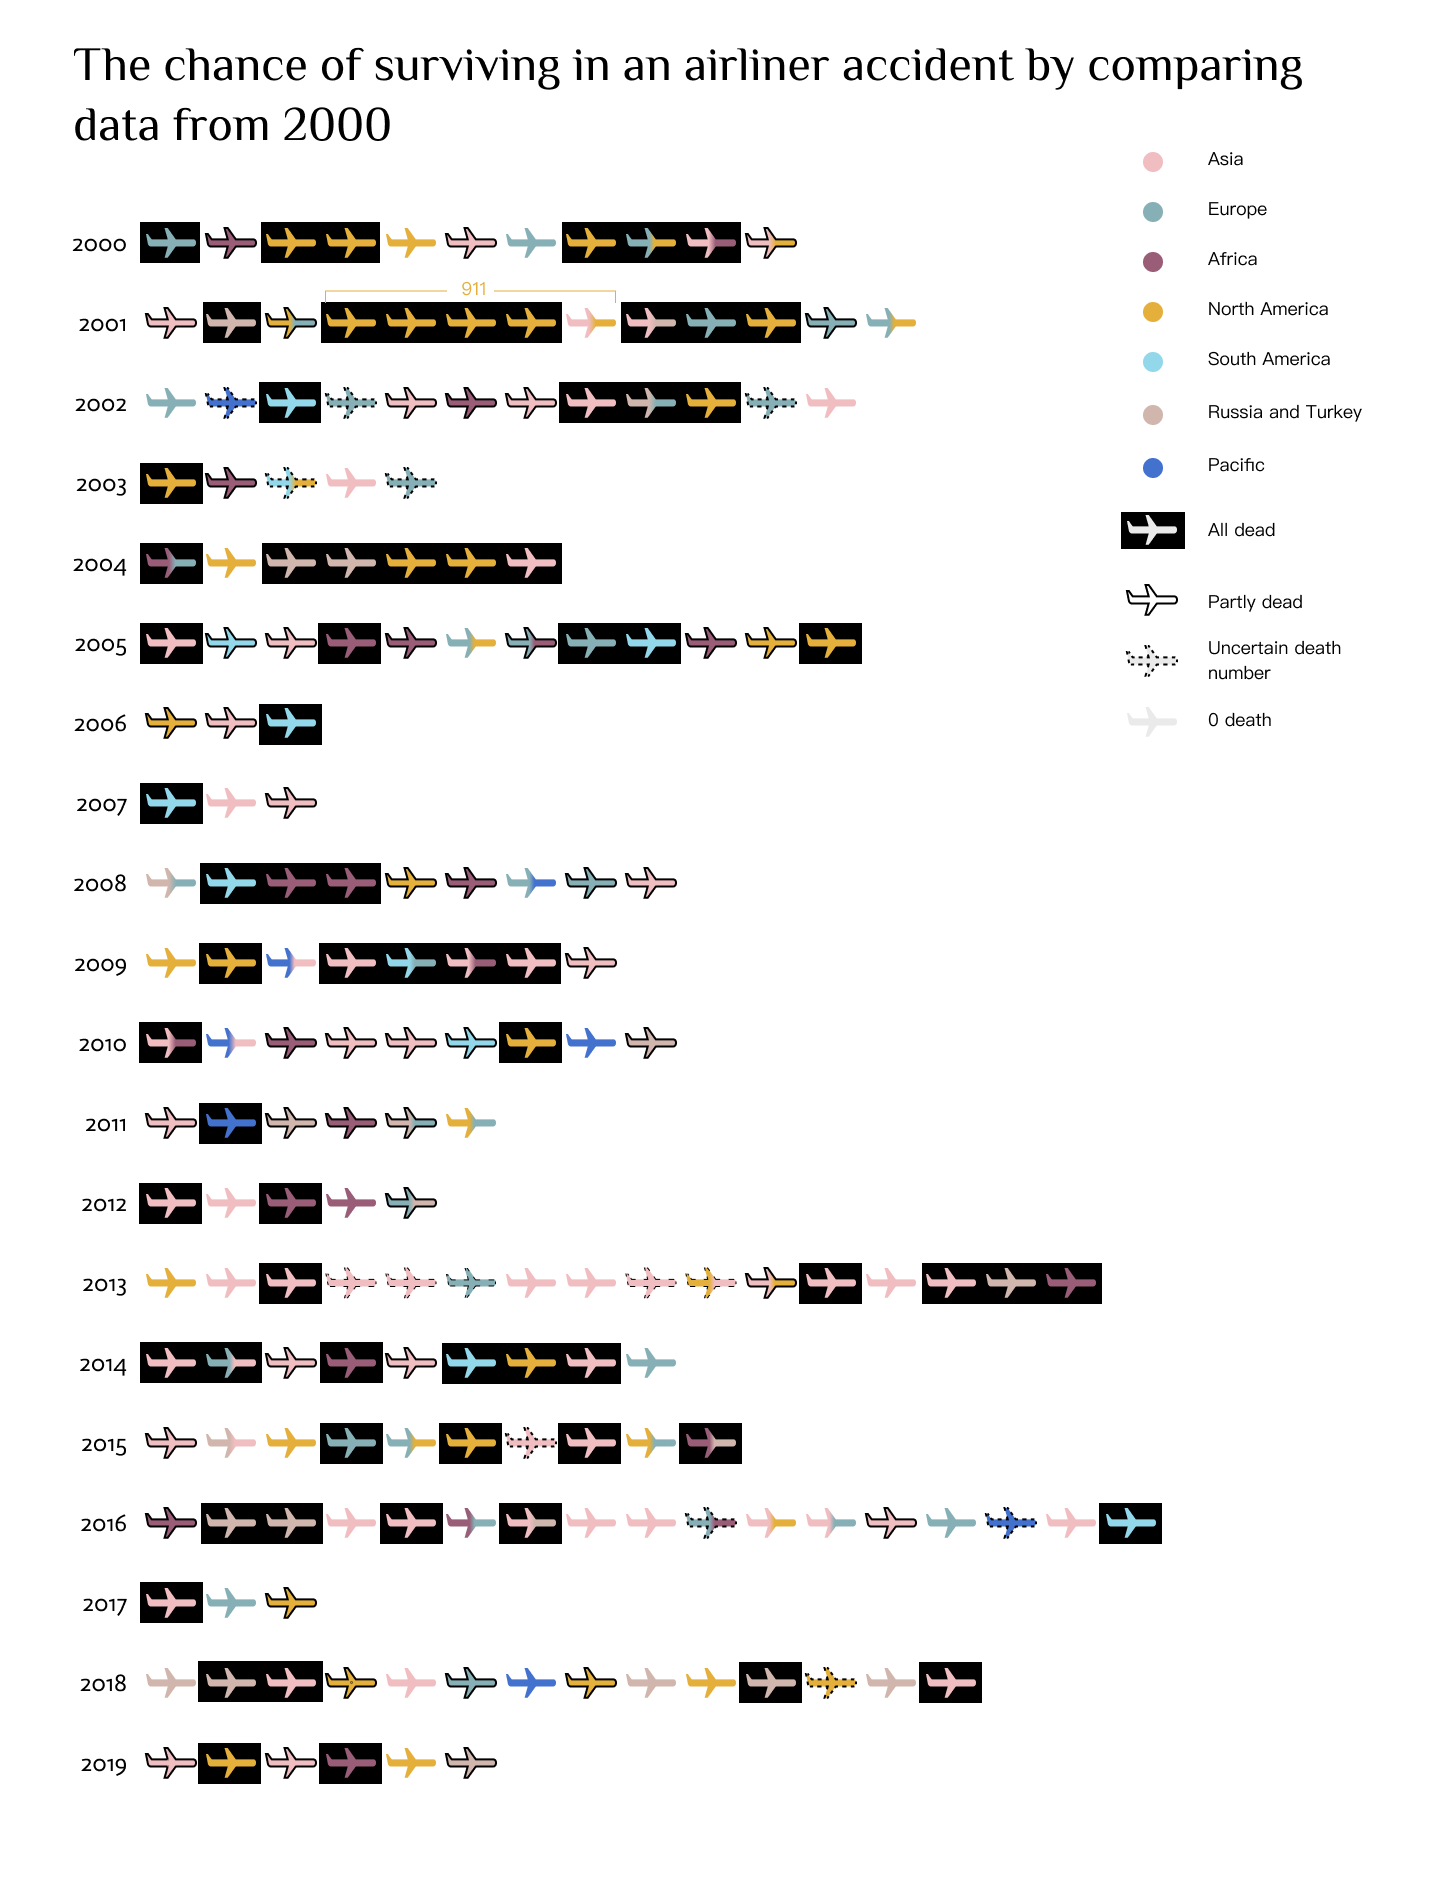 The chance of surviving in an airliner accident by comparing
data from 2000
Asia
Europe
Africa
North America
South America
Russia and Turkey
Pacific
All dead
Partly dead
Uncertain death
number
0 death
2000
911
2001
2002
2003
2004
2005
2006
2007
2008
2009
2010
2011
2012
2013
2014
2015
2016
2017
2018
2019